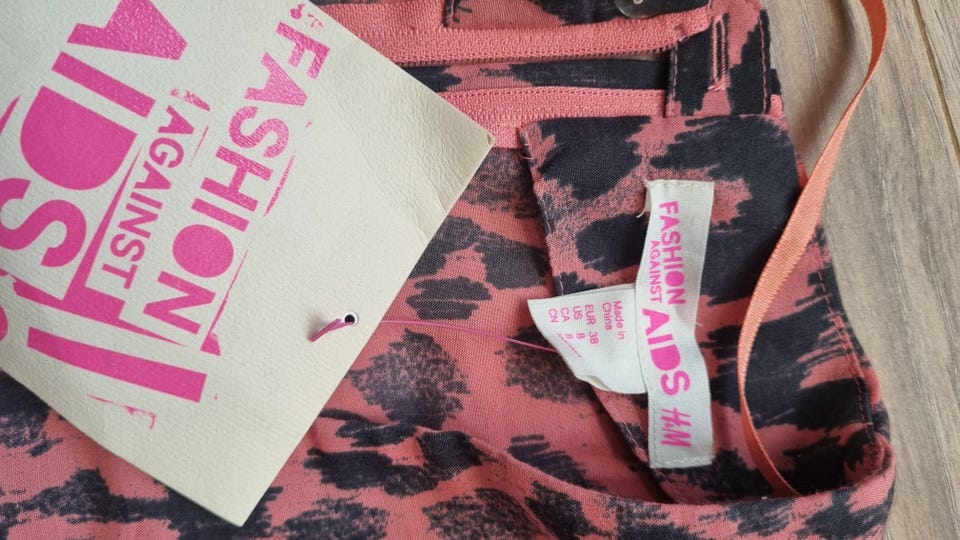 FASHION
AGAINST
AIDS
FASHION
AGAINST
AIDS
H&M
Made in
China
EUR 38
US 8
CA 8
CN